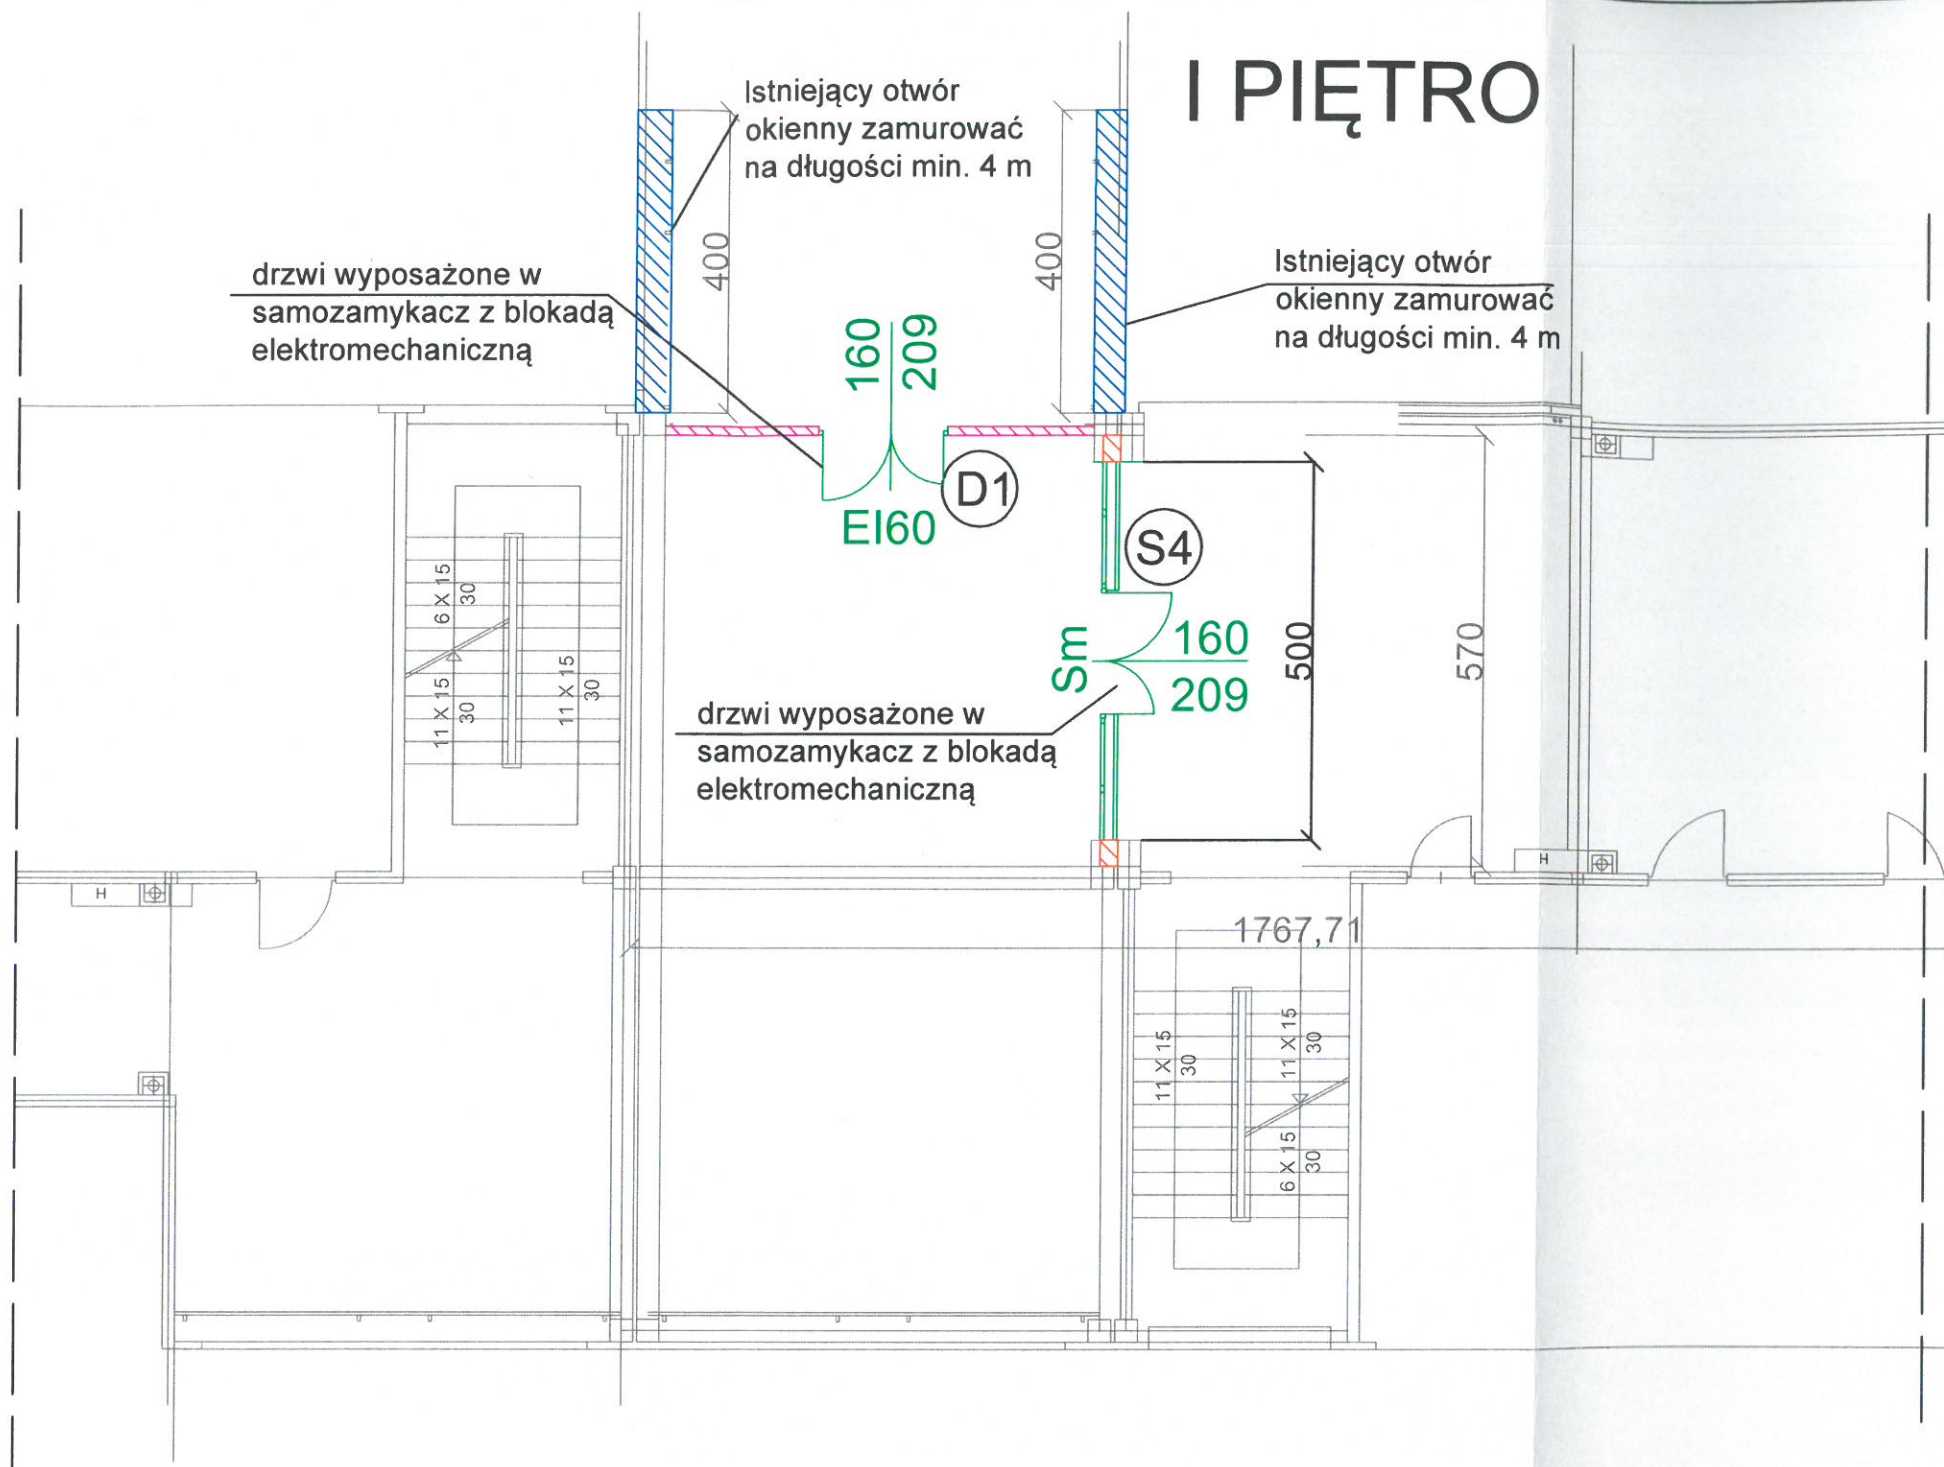 I PIĘTRO
Istniejący otwór
okienny zamurować
na długości min. 4 m
400
400
Istniejący otwór
okienny zamurować
na długości min. 4 m
drzwi wyposażone w
samozamykacz z blokadą
elektromechaniczną
160
209
D1
EI60
S4
Sm
160
209
500
570
6 X 15
30
11 X 15
30
11 X 15
30
drzwi wyposażone w
samozamykacz z blokadą
elektromechaniczną
H
H
1767,71
11 X 15
30
11 X 15
30
6 X 15
30